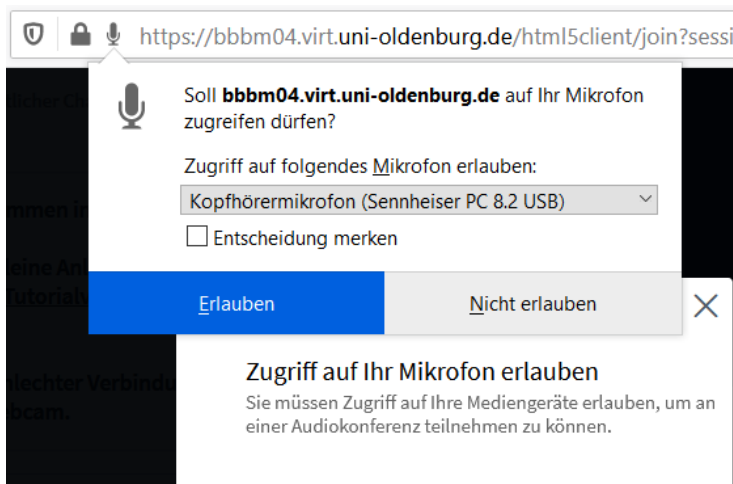 https://bbbm04.virt.uni-oldenburg.de/html5client/join?sessi
Soll bbbm04.virt.uni-oldenburg.de auf Ihr Mikrofon
zugreifen dürfen?
Zugriff auf folgendes Mikrofon erlauben:
Kopfhörermikrofon (Sennheiser PC 8.2 USB)
Entscheidung merken
Erlauben
Nicht erlauben
Zugriff auf Ihr Mikrofon erlauben
Sie müssen Zugriff auf Ihre Mediengeräte erlauben, um an
einer Audiokonferenz teilnehmen zu können.